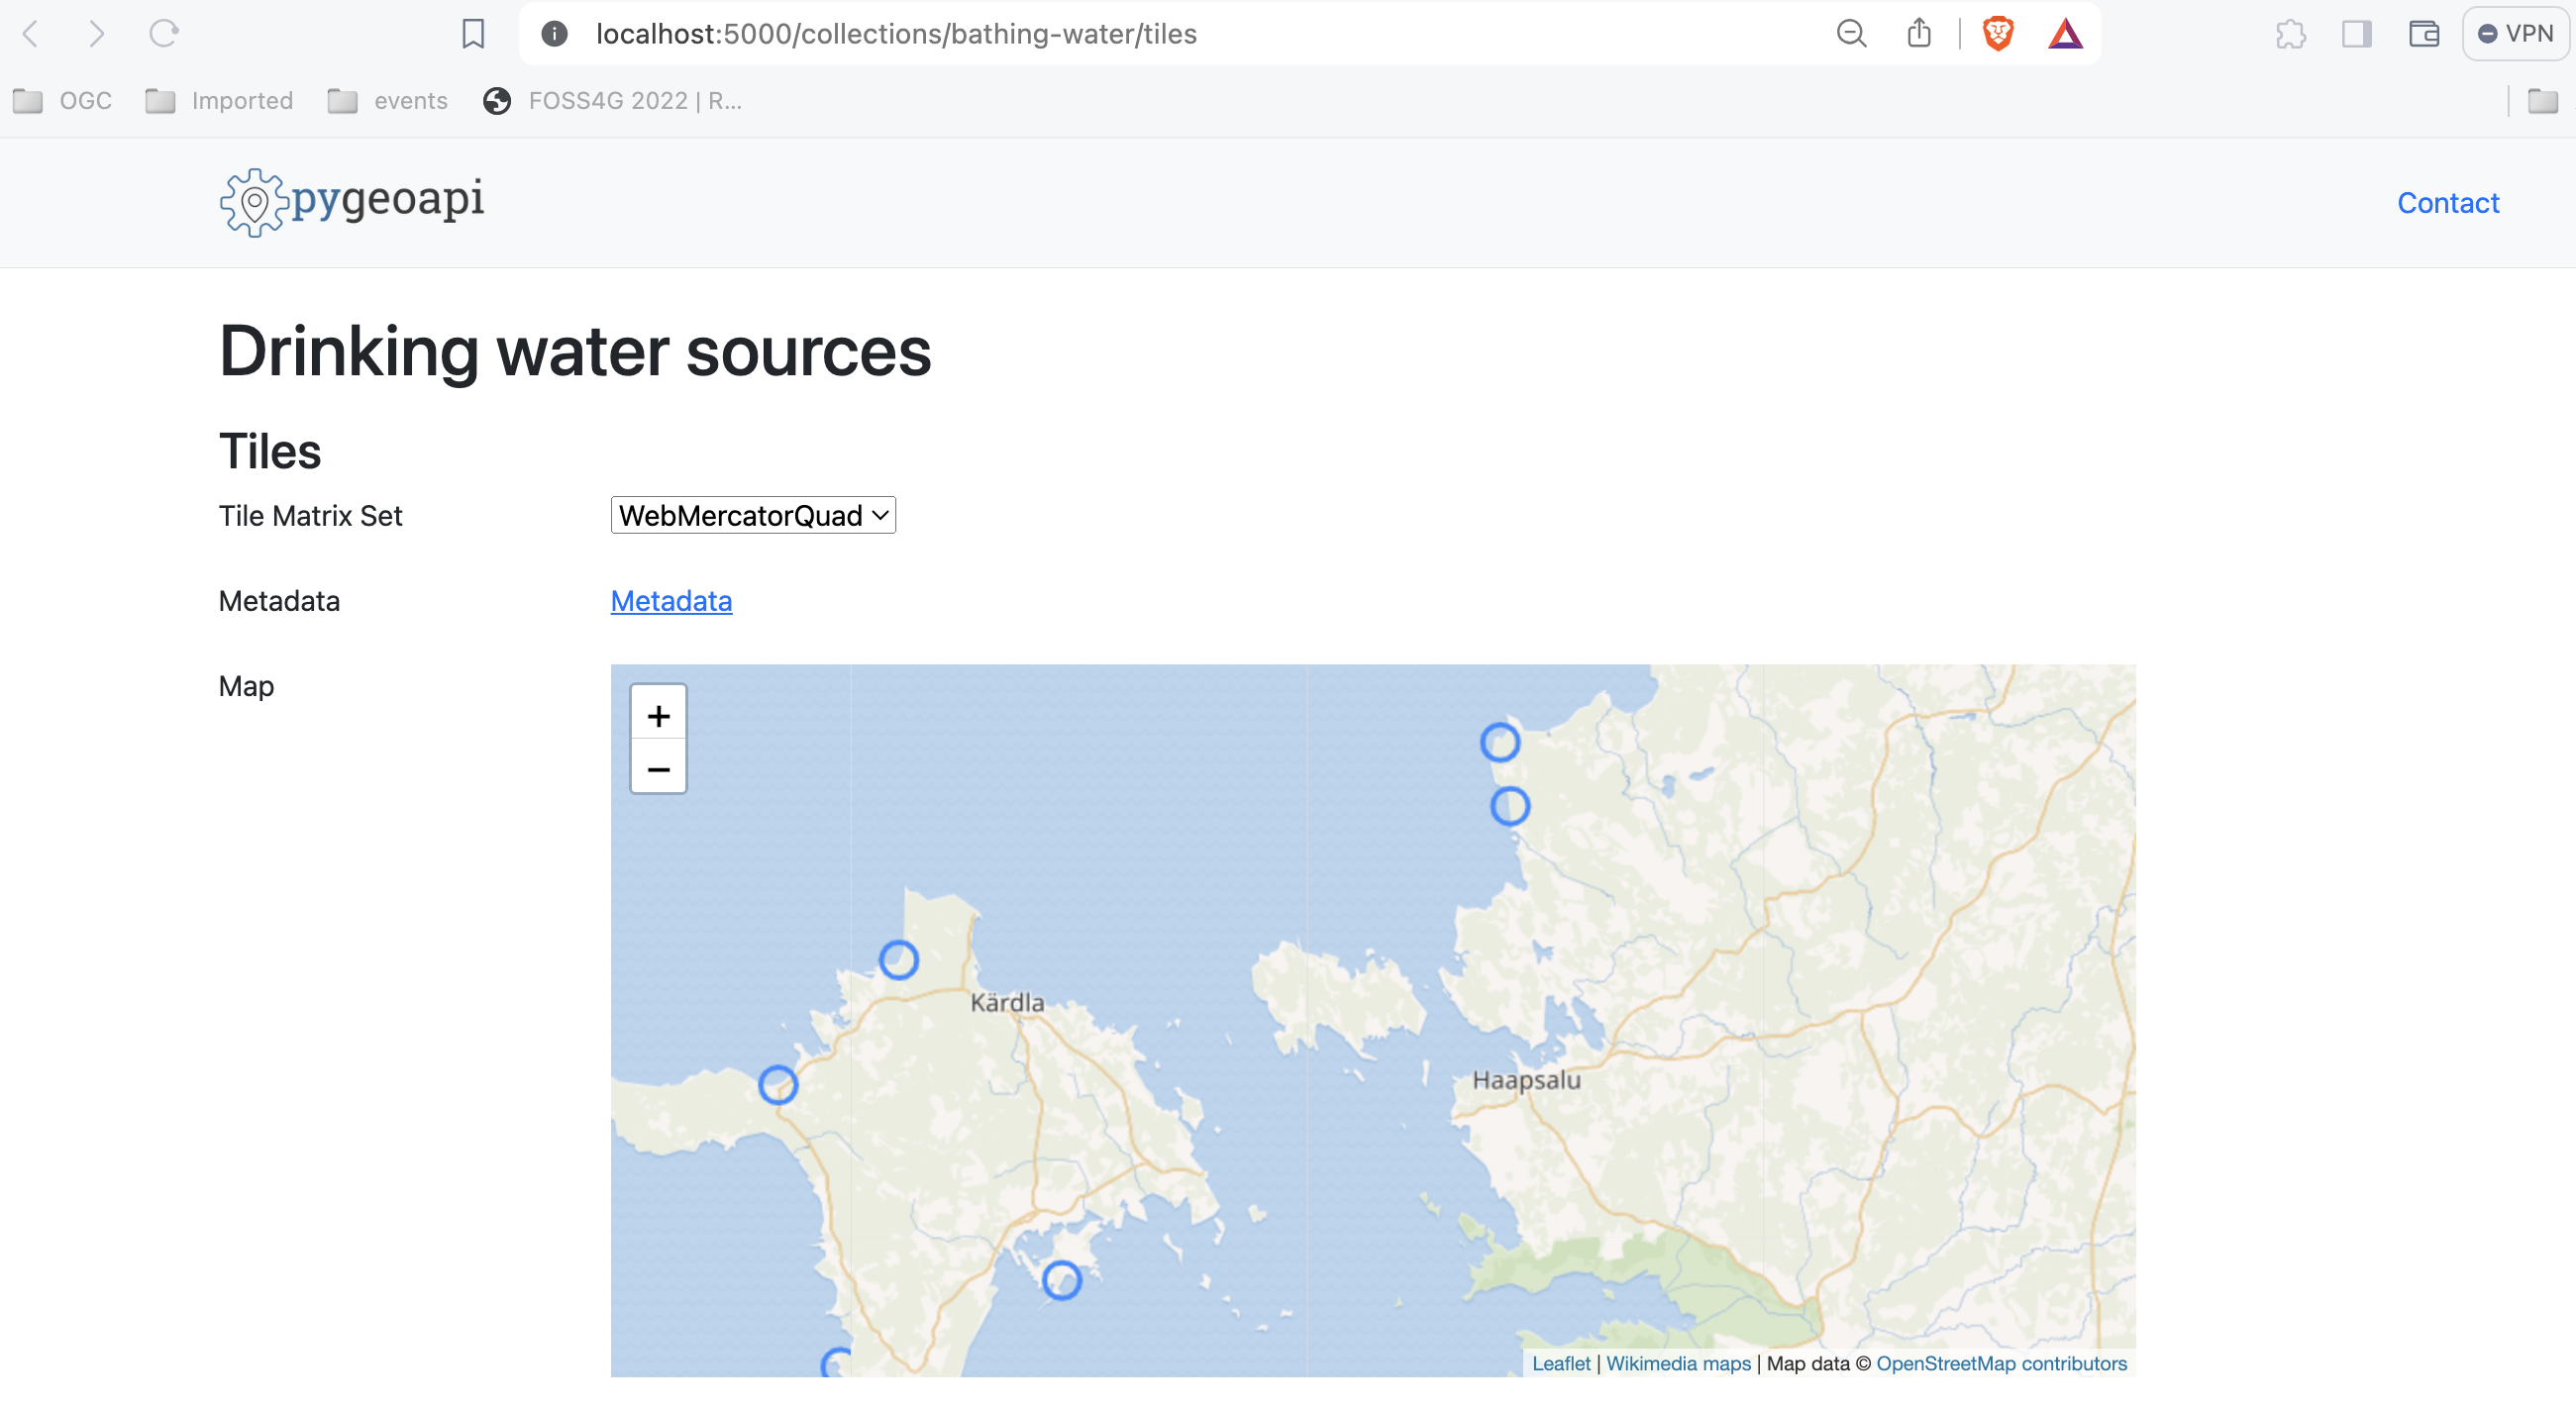 localhost:5000/collections/bathing-water/tiles
VPN
OGC
Imported
events
FOSS4G 2022 | R...
pygeoapi
Contact
Drinking water sources
Tiles
Tile Matrix Set
WebMercatorQuad
Metadata
Metadata
Map
+
−
Kärdla
Haapsalu
Leaflet | Wikimedia maps | Map data © OpenStreetMap contributors